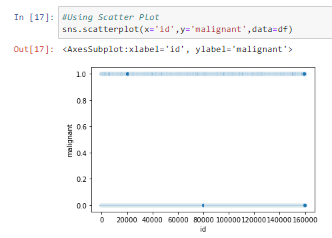 In [17]: #Using Scatter Plot
sns.scatterplot(x='id',y='malignant',data=df)
Out[17]: <AxesSubplot:xlabel='id', ylabel='malignant'>
1.0
0.8
0.6
0.4
0.2
0.0
malignant
0 20000 40000 60000 80000 100000 120000 140000 160000
id